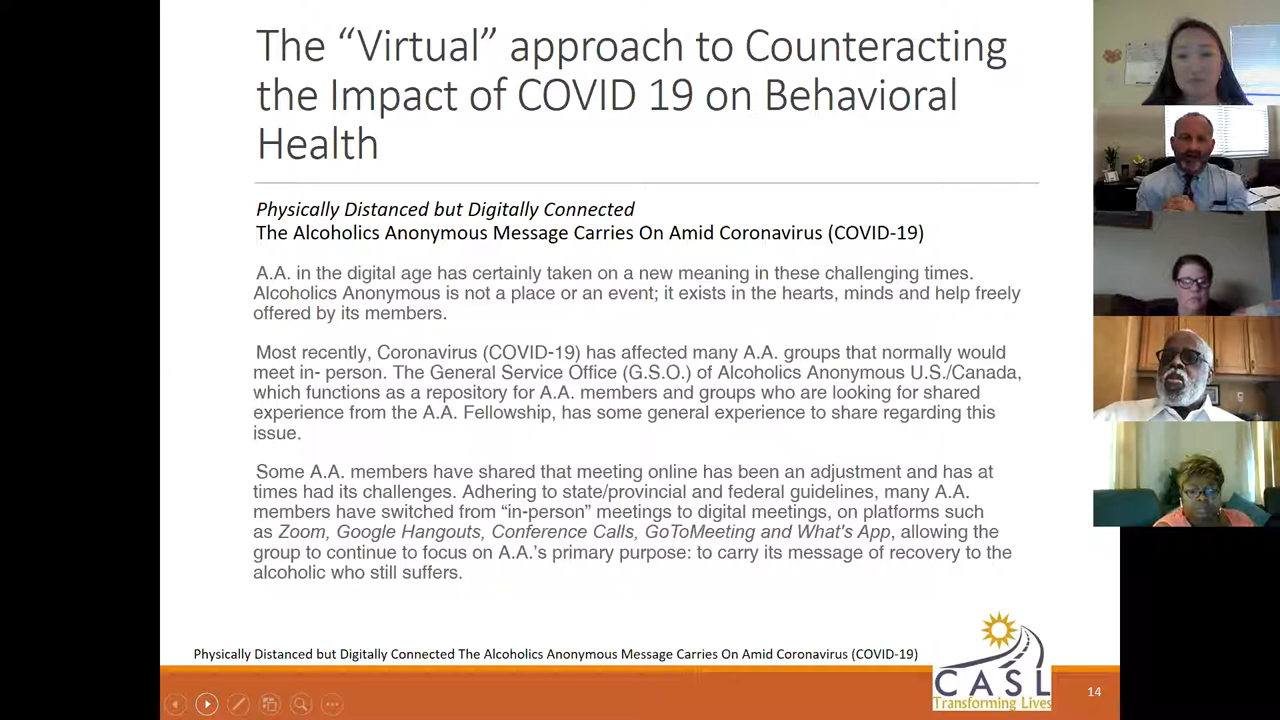 The “Virtual” approach to Counteracting
the Impact of COVID 19 on Behavioral
Health
Physically Distanced but Digitally Connected
The Alcoholics Anonymous Message Carries On Amid Coronavirus (COVID-19)
A.A. in the digital age has certainly taken on a new meaning in these challenging times.
Alcoholics Anonymous is not a place or an event; it exists in the hearts, minds and help freely
offered by its members.
Most recently, Coronavirus (COVID-19) has affected many A.A. groups that normally would
meet in- person. The General Service Office (G.S.O.) of Alcoholics Anonymous U.S./Canada,
which functions as a repository for A.A. members and groups who are looking for shared
experience from the A.A. Fellowship, has some general experience to share regarding this
issue.
Some A.A. members have shared that meeting online has been an adjustment and has at
times had its challenges. Adhering to state/provincial and federal guidelines, many A.A.
members have switched from “in-person” meetings to digital meetings, on platforms such
as Zoom, Google Hangouts, Conference Calls, GoToMeeting and What's App, allowing the
group to continue to focus on A.A.’s primary purpose: to carry its message of recovery to the
alcoholic who still suffers.
Physically Distanced but Digitally Connected The Alcoholics Anonymous Message Carries On Amid Coronavirus (COVID-19)
CASL
Transforming Lives
14